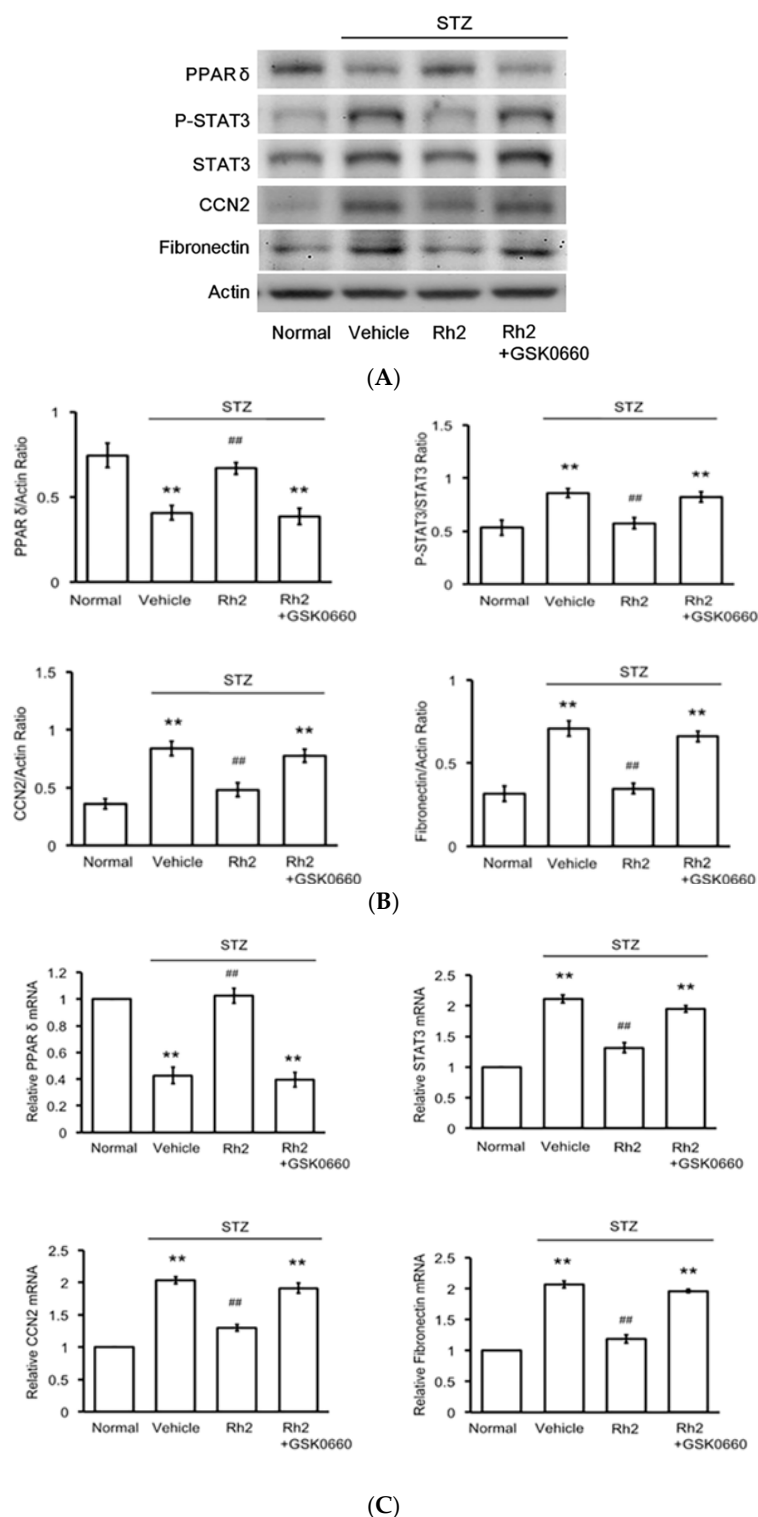 STZ
PPAR δ
P-STAT3
STAT3
CCN2
Fibronectin
Actin
Normal Vehicle Rh2 Rh2
+GSK0660
(A)
STZ
1
##
PPAR δ/Actin Ratio
0.5
** **
0
Normal Vehicle Rh2 Rh2
+GSK0660
STZ
1.5
P-STAT3/STAT3 Ratio
** **
1
##
0.5
0
Normal Vehicle Rh2 Rh2
+GSK0660
STZ
1.5
CCN2/Actin Ratio
** **
1
##
0.5
0
Normal Vehicle Rh2 Rh2
+GSK0660
STZ
1
Fibronectin/Actin Ratio
** **
##
0.5
0
Normal Vehicle Rh2 Rh2
+GSK0660
(B)
STZ
1.2
##
1
Relative PPAR δ mRNA
0.8
0.6
** **
0.4
0.2
0
Normal Vehicle Rh2 Rh2
+GSK0660
STZ
2.5
** **
Relative STAT3 mRNA
2
##
1.5
1
0.5
0
Normal Vehicle Rh2 Rh2
+GSK0660
STZ
2.5
** **
Relative CCN2 mRNA
2
##
1.5
1
0.5
0
Normal Vehicle Rh2 Rh2
+GSK0660
STZ
2.5
** **
Relative Fibronectin mRNA
2
##
1.5
1
0.5
0
Normal Vehicle Rh2 Rh2
+GSK0660
(C)